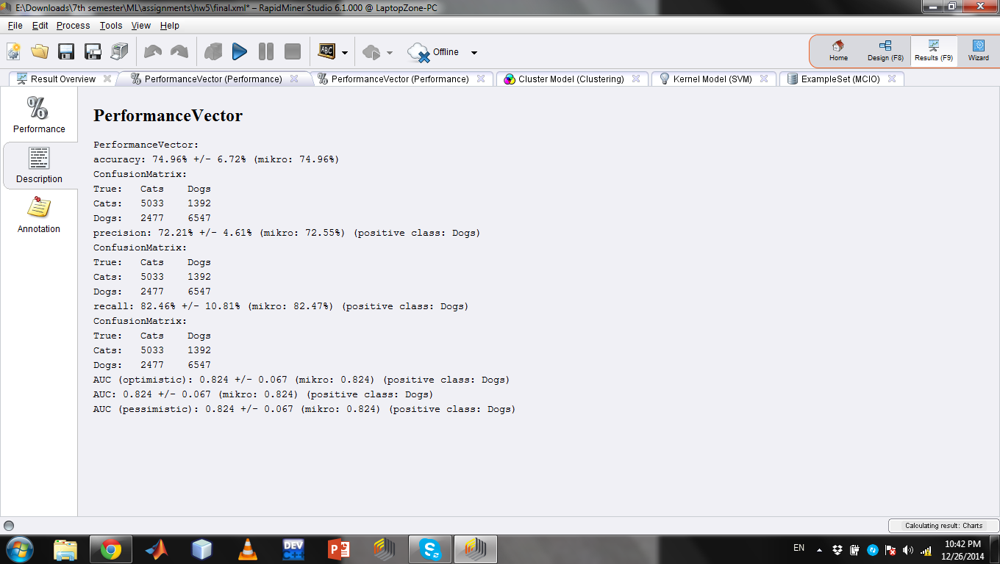 E:\Downloads\7th semester\ML\assignments\hw5\final.xml* – RapidMiner Studio 6.1.000 @ LaptopZone-PC
File Edit Process Tools View Help
ABC Offline Home Design (F8) Results (F9) Wizard
Result Overview PerformanceVector (Performance) PerformanceVector (Performance) Cluster Model (Clustering) Kernel Model (SVM) ExampleSet (MCIO)
%
Performance
Description
Annotation
PerformanceVector
PerformanceVector:
accuracy: 74.96% +/- 6.72% (mikro: 74.96%)
ConfusionMatrix:
True: Cats Dogs
Cats: 5033 1392
Dogs: 2477 6547
precision: 72.21% +/- 4.61% (mikro: 72.55%) (positive class: Dogs)
ConfusionMatrix:
True: Cats Dogs
Cats: 5033 1392
Dogs: 2477 6547
recall: 82.46% +/- 10.81% (mikro: 82.47%) (positive class: Dogs)
ConfusionMatrix:
True: Cats Dogs
Cats: 5033 1392
Dogs: 2477 6547
AUC (optimistic): 0.824 +/- 0.067 (mikro: 0.824) (positive class: Dogs)
AUC: 0.824 +/- 0.067 (mikro: 0.824) (positive class: Dogs)
AUC (pessimistic): 0.824 +/- 0.067 (mikro: 0.824) (positive class: Dogs)
Calculating result: Charts
DEV C++ P S 2 EN 10:42 PM
12/26/2014